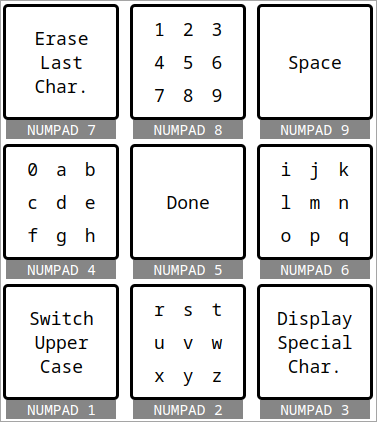 Erase
Last
Char.
NUMPAD 7
1 2 3
4 5 6
7 8 9
NUMPAD 8
Space
NUMPAD 9
0 a b
c d e
f g h
NUMPAD 4
Done
NUMPAD 5
i j k
l m n
o p q
NUMPAD 6
Switch
Upper
Case
NUMPAD 1
r s t
u v w
x y z
NUMPAD 2
Display
Special
Char.
NUMPAD 3